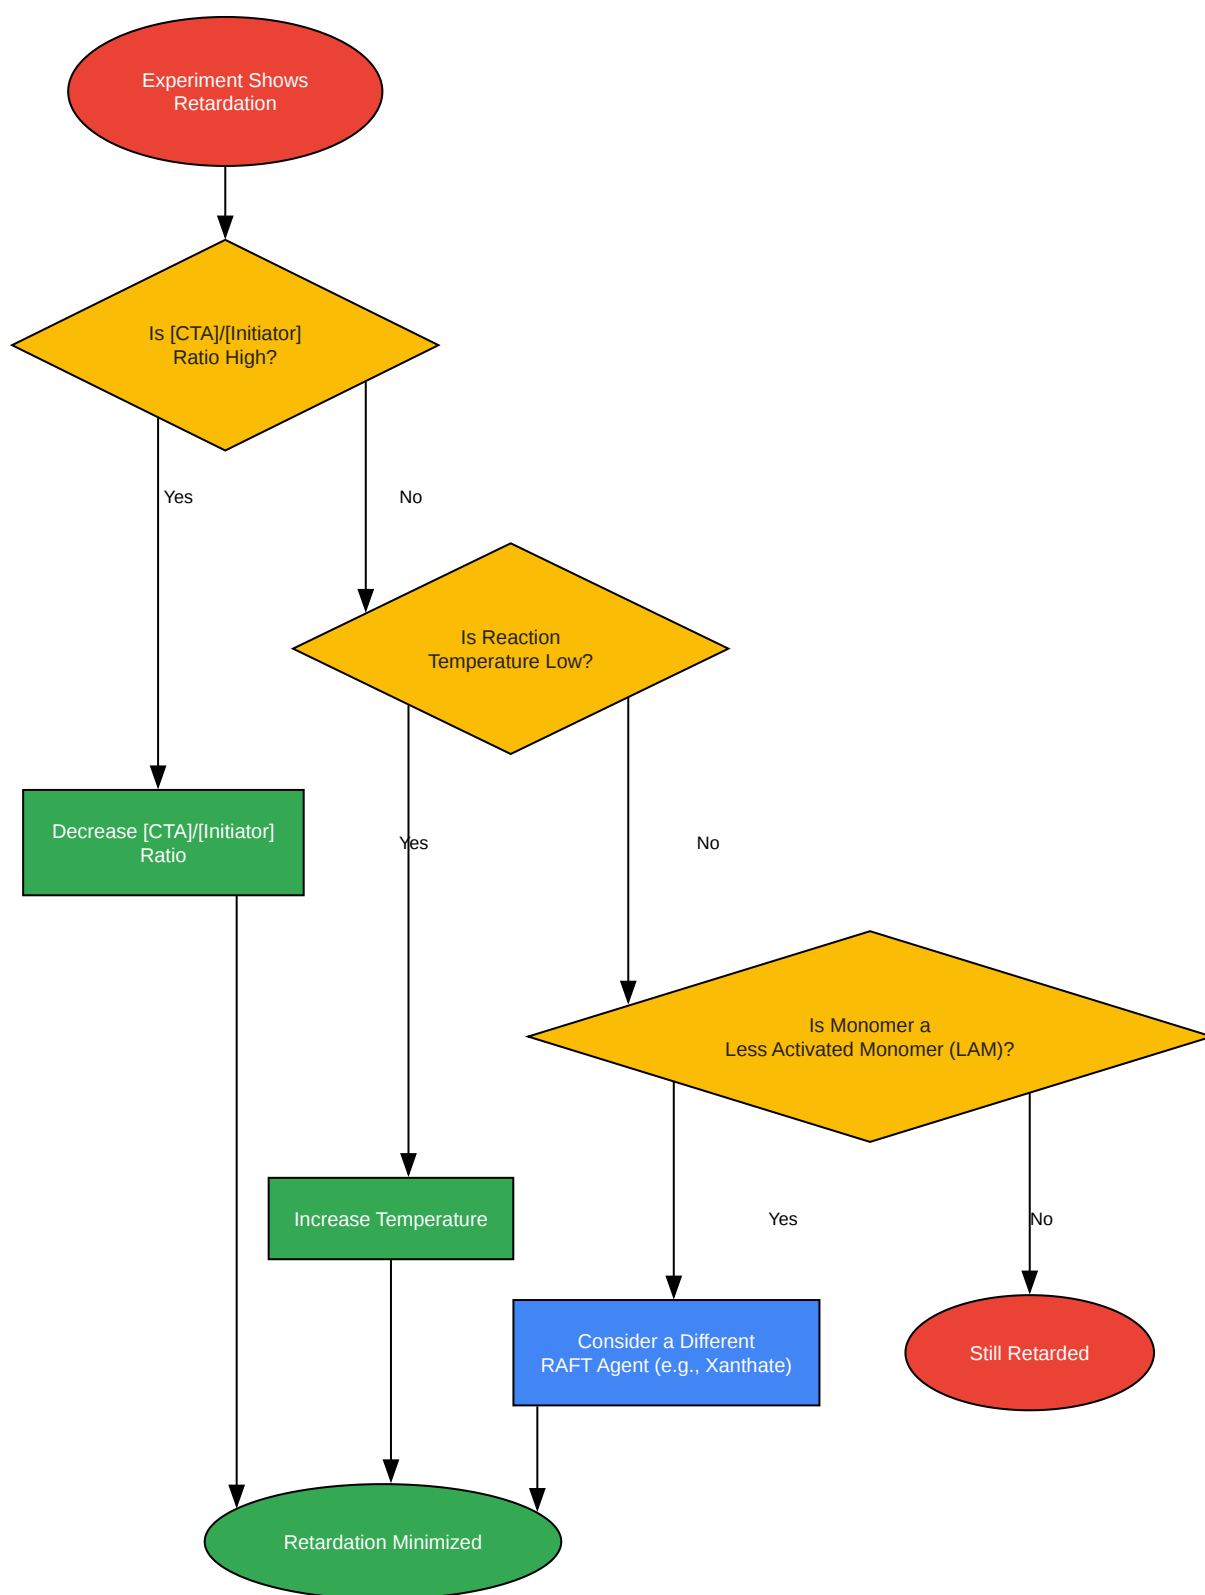 Experiment Shows
Retardation
Is [CTA]/[Initiator]
Ratio High?
Yes
No
Is Reaction
Temperature Low?
Decrease [CTA]/[Initiator]
Ratio
Yes
No
Is Monomer a
Less Activated Monomer (LAM)?
Increase Temperature
Yes
No
Consider a Different
RAFT Agent (e.g., Xanthate)
Still Retarded
Retardation Minimized